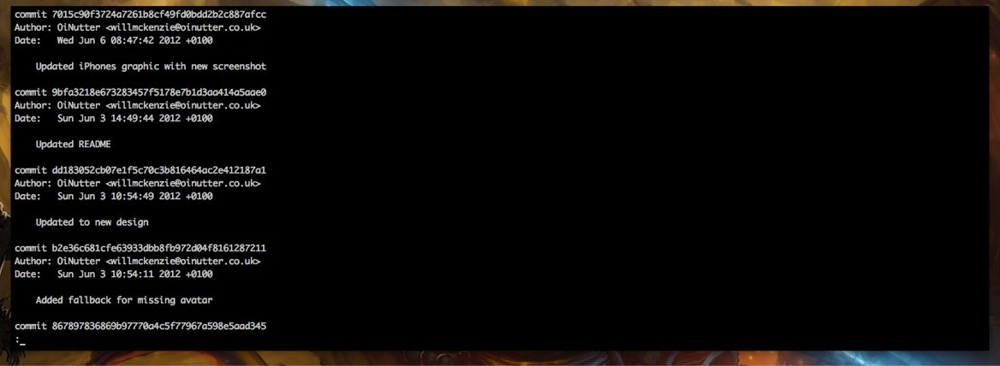 commit 7015c90f3724a7261b8cf49fd0bdd2b2c887afcc
Author: OiNutter <willmckenzie@oinutter.co.uk>
Date:   Wed Jun 6 08:47:42 2012 +0100
Updated iPhones graphic with new screenshot
commit 9bfa3218e673283457f5178e7b1d3aa414a5aae0
Author: OiNutter <willmckenzie@oinutter.co.uk>
Date:   Sun Jun 3 14:49:44 2012 +0100
Updated README
commit dd183052cb07e1f5c70c3b816464ac2e412187a1
Author: OiNutter <willmckenzie@oinutter.co.uk>
Date:   Sun Jun 3 10:54:49 2012 +0100
Updated to new design
commit b2e36c681cfe63933dbb8fb972d04f8161287211
Author: OiNutter <willmckenzie@oinutter.co.uk>
Date:   Sun Jun 3 10:54:11 2012 +0100
Added fallback for missing avatar
commit 867897836869b97770a4c5f77967a598e5aad345
:_